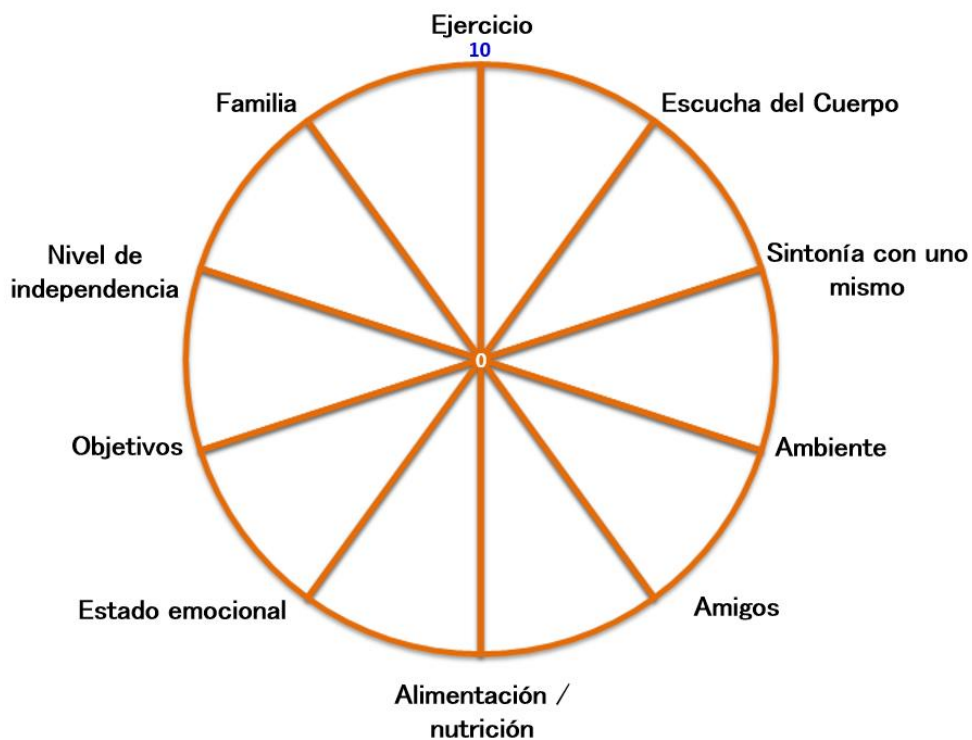 Ejercicio
10
Familia
Escucha del Cuerpo
Nivel de
independencia
Sintonía con uno
mismo
0
Objetivos
Ambiente
Estado emocional
Amigos
Alimentación /
nutrición